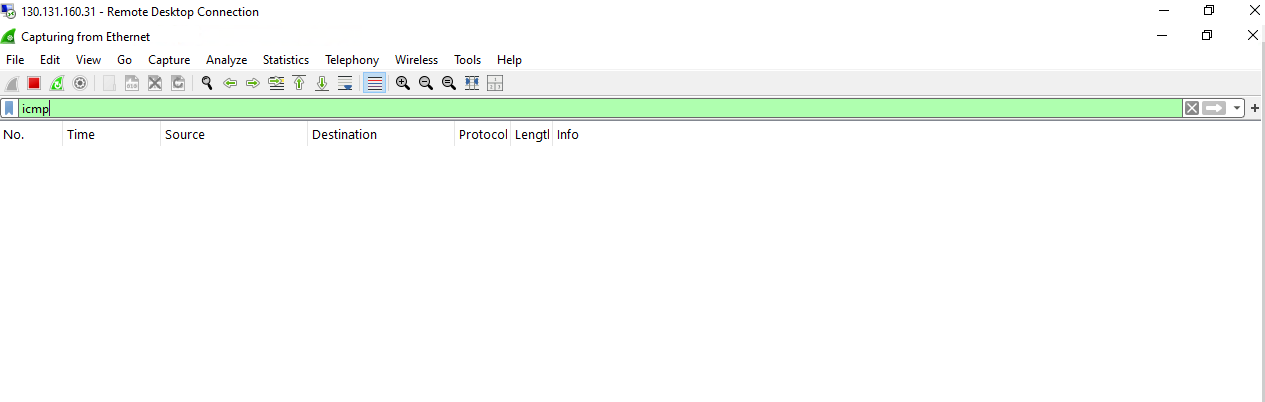 130.131.160.31 - Remote Desktop Connection
Capturing from Ethernet
File Edit View Go Capture Analyze Statistics Telephony Wireless Tools Help
icmp
No. Time Source Destination Protocol Lengtl Info